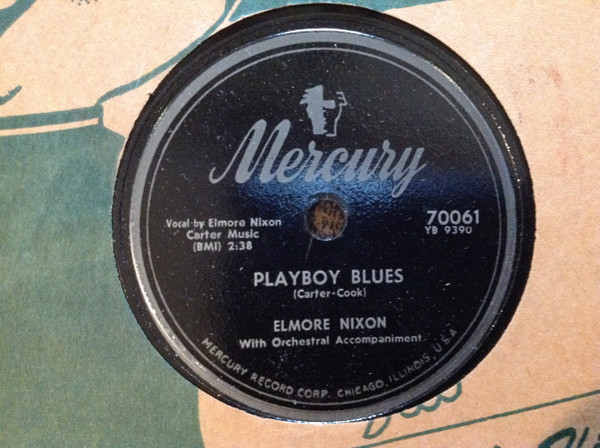 Mercury
Vocal by Elmore Nixon
Carter Music
(BMI) 2:38
70061
YB 9390
PLAYBOY BLUES
(Carter-Cook)
ELMORE NIXON
With Orchestral Accompaniment
MERCURY RECORD CORP. CHICAGO, ILLINOIS, U.S.A